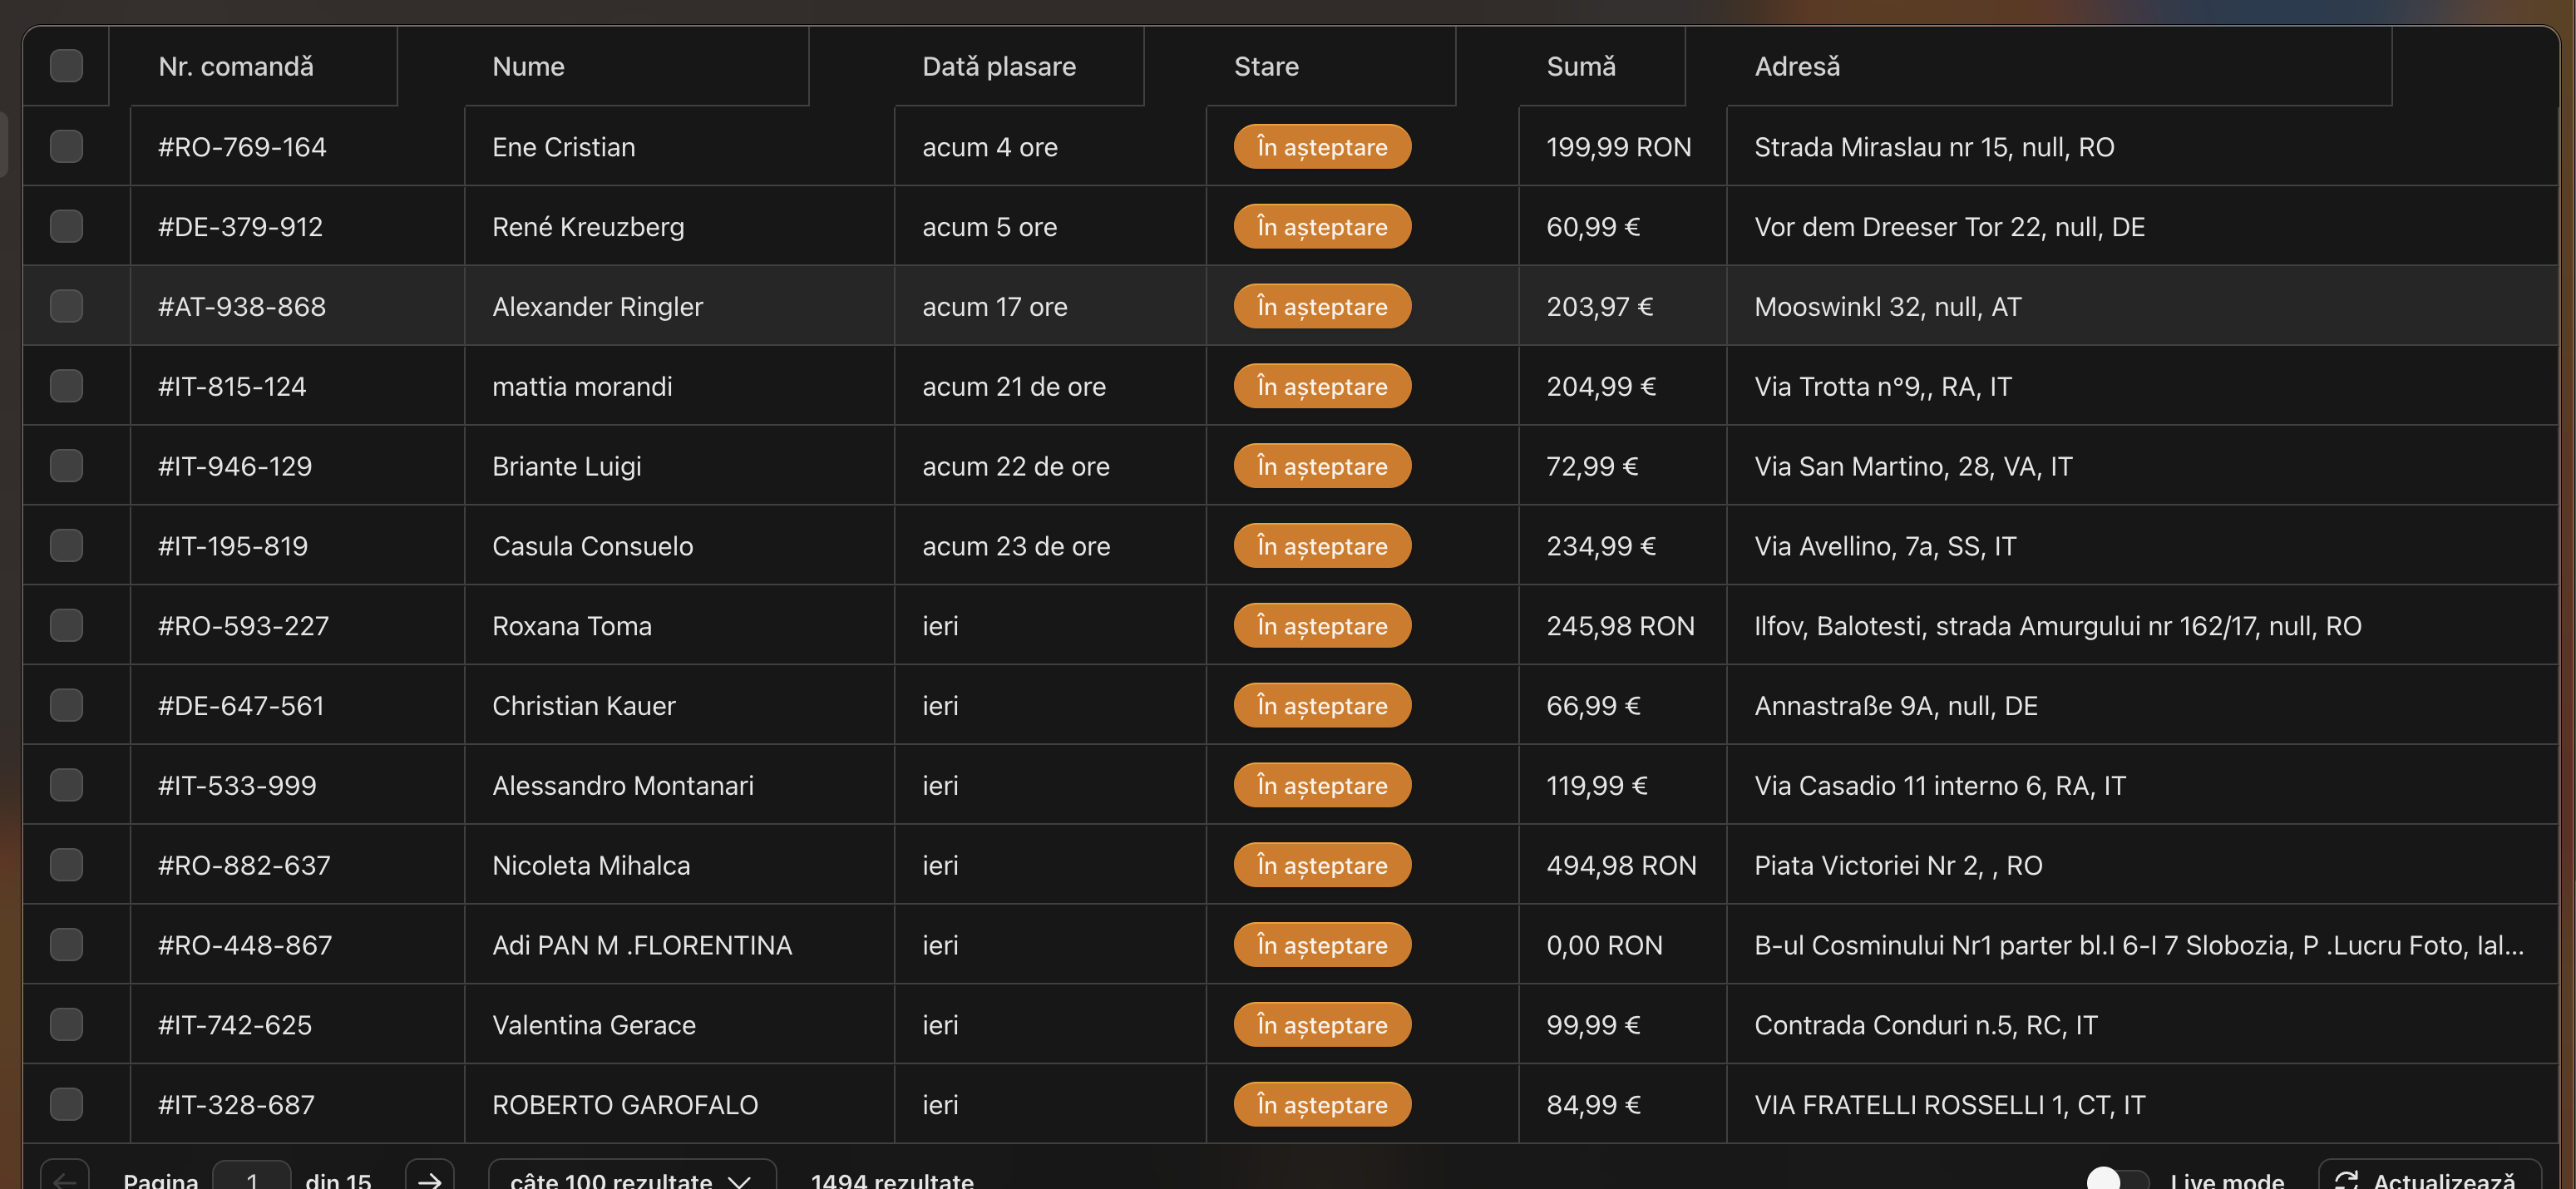 Nr. comandă Nume Dată plasare Stare Sumă Adresă
#RO-769-164 Ene Cristian acum 4 ore În așteptare 199,99 RON Strada Miraslau nr 15, null, RO
#DE-379-912 René Kreuzberg acum 5 ore În așteptare 60,99 € Vor dem Dreeser Tor 22, null, DE
#AT-938-868 Alexander Ringler acum 17 ore În așteptare 203,97 € Mooswinkl 32, null, AT
#IT-815-124 mattia morandi acum 21 de ore În așteptare 204,99 € Via Trotta n°9,, RA, IT
#IT-946-129 Briante Luigi acum 22 de ore În așteptare 72,99 € Via San Martino, 28, VA, IT
#IT-195-819 Casula Consuelo acum 23 de ore În așteptare 234,99 € Via Avellino, 7a, SS, IT
#RO-593-227 Roxana Toma ieri În așteptare 245,98 RON Ilfov, Balotesti, strada Amurgului nr 162/17, null, RO
#DE-647-561 Christian Kauer ieri În așteptare 66,99 € Annastraße 9A, null, DE
#IT-533-999 Alessandro Montanari ieri În așteptare 119,99 € Via Casadio 11 interno 6, RA, IT
#RO-882-637 Nicoleta Mihalca ieri În așteptare 494,98 RON Piata Victoriei Nr 2, , RO
#RO-448-867 Adi PAN M .FLORENTINA ieri În așteptare 0,00 RON B-ul Cosminului Nr1 parter bl.I 6-I 7 Slobozia, P .Lucru Foto, Ial...
#IT-742-625 Valentina Gerace ieri În așteptare 99,99 € Contrada Conduri n.5, RC, IT
#IT-328-687 ROBERTO GAROFALO ieri În așteptare 84,99 € VIA FRATELLI ROSSELLI 1, CT, IT
Pagina 1 din 15 câte 100 rezultate 1494 rezultate Live mode Actualizează